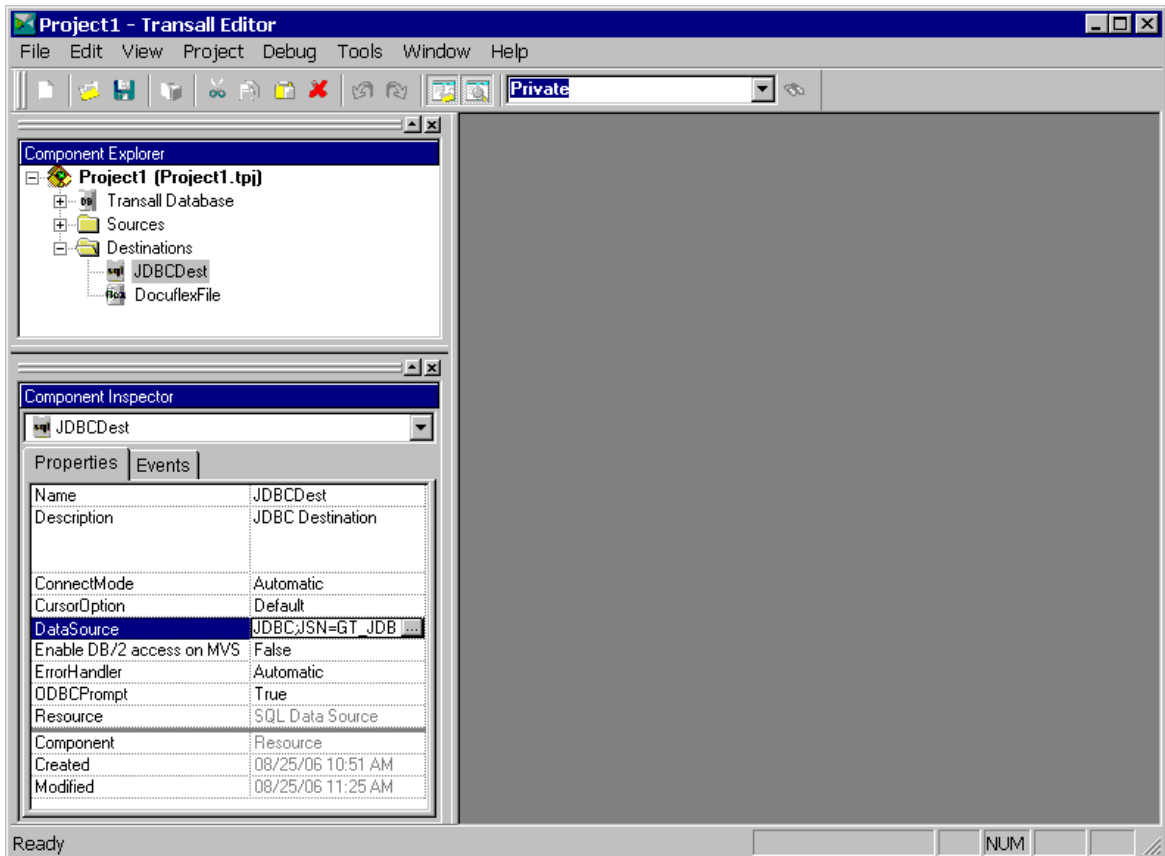 Project1 - Transall Editor
File Edit View Project Debug Tools Window Help
Private
Component Explorer
Project1 (Project1.tpj)
DB Transall Database
Sources
Destinations
sql JDBCDest
DocuflexFile
Component Inspector
sql JDBCDest
Properties Events
Name JDBCDest
Description JDBC Destination
ConnectMode Automatic
CursorOption Default
DataSource JDBC;JSN=GT_JDB ...
Enable DB/2 access on MVS False
ErrorHandler Automatic
ODBCPrompt True
Resource SQL Data Source
Component Resource
Created 08/25/06 10:51 AM
Modified 08/25/06 11:25 AM
Ready NUM